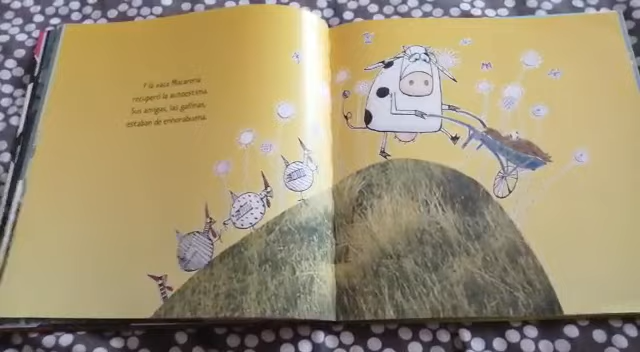 Y la vaca Macarena
recuperó la autoestima.
Sus amigas, las gallinas,
estaban de enhorabuena.